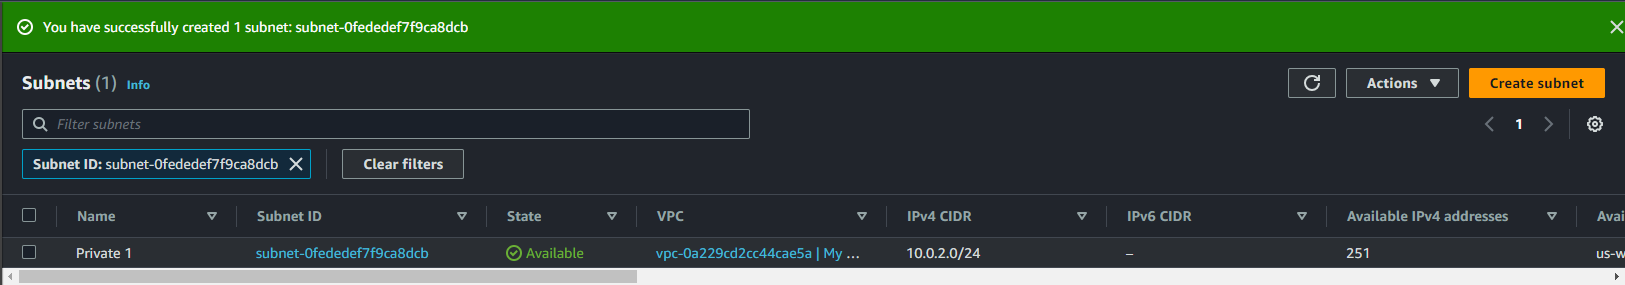 You have successfully created 1 subnet: subnet-0fededef7f9ca8dcb
Subnets (1) Info
Actions
Create subnet
Filter subnets
1
Subnet ID: subnet-0fededef7f9ca8dcb
Clear filters
Name Subnet ID State VPC IPv4 CIDR IPv6 CIDR Available IPv4 addresses Avai
Private 1 subnet-0fededef7f9ca8dcb Available vpc-0a229cd2cc44cae5a | My ... 10.0.2.0/24 – 251 us-w